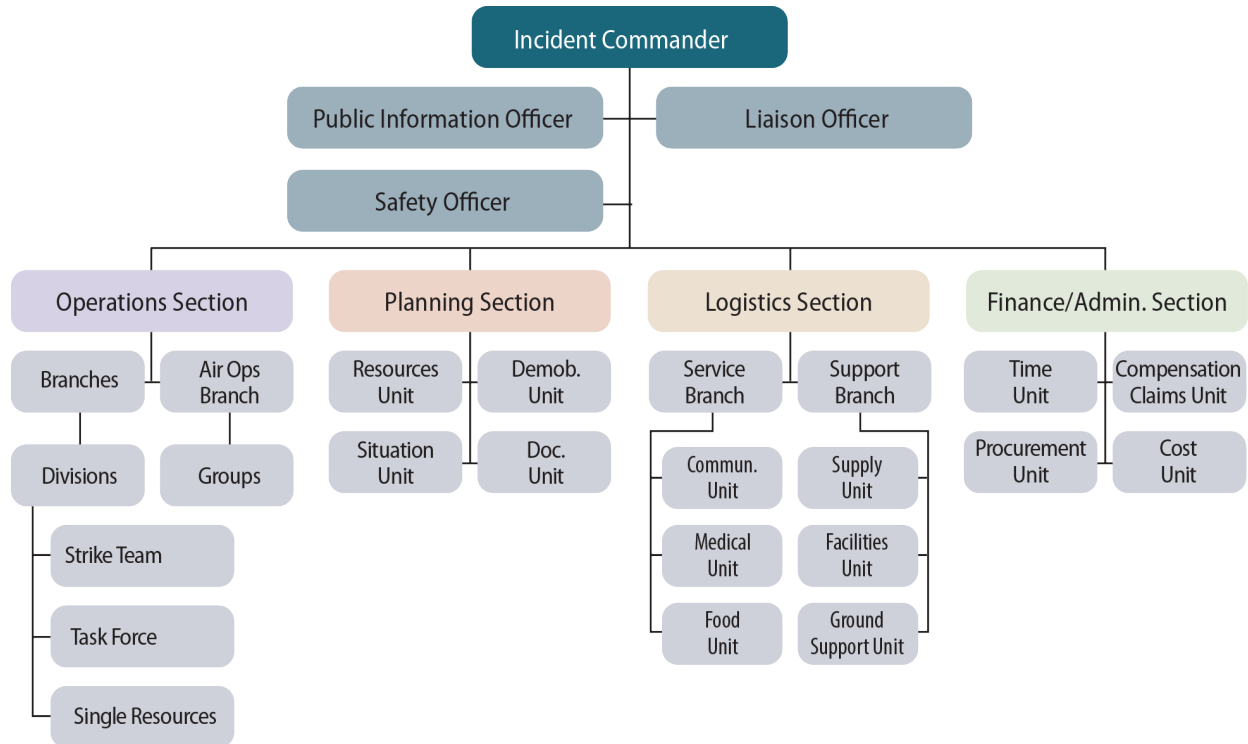 Incident Commander
Public Information Officer
Liaison Officer
Safety Officer
Operations Section
Planning Section
Logistics Section
Finance/Admin. Section
Branches
Air Ops
Branch
Resources
Unit
Demob.
Unit
Service
Branch
Support
Branch
Time
Unit
Compensation
Claims Unit
Divisions
Groups
Situation
Unit
Doc.
Unit
Commun.
Unit
Supply
Unit
Procurement
Unit
Cost
Unit
Strike Team
Medical
Unit
Facilities
Unit
Task Force
Food
Unit
Ground
Support Unit
Single Resources